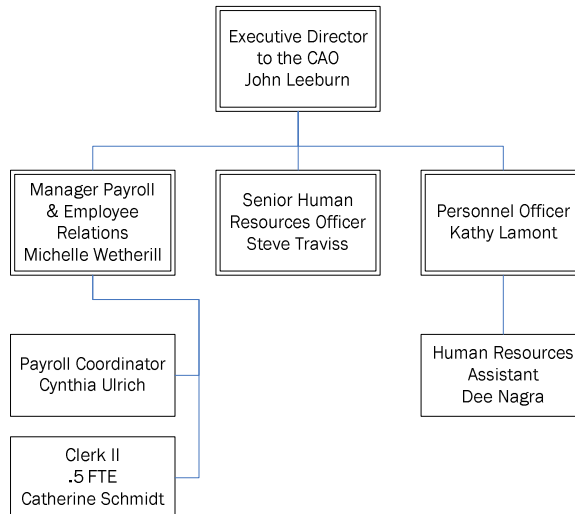 Executive Director
to the CAO
John Leeburn
Manager Payroll
& Employee
Relations
Michelle Wetherill
Senior Human
Resources Officer
Steve Traviss
Personnel Officer
Kathy Lamont
Payroll Coordinator
Cynthia Ulrich
Human Resources
Assistant
Dee Nagra
Clerk II
.5 FTE
Catherine Schmidt